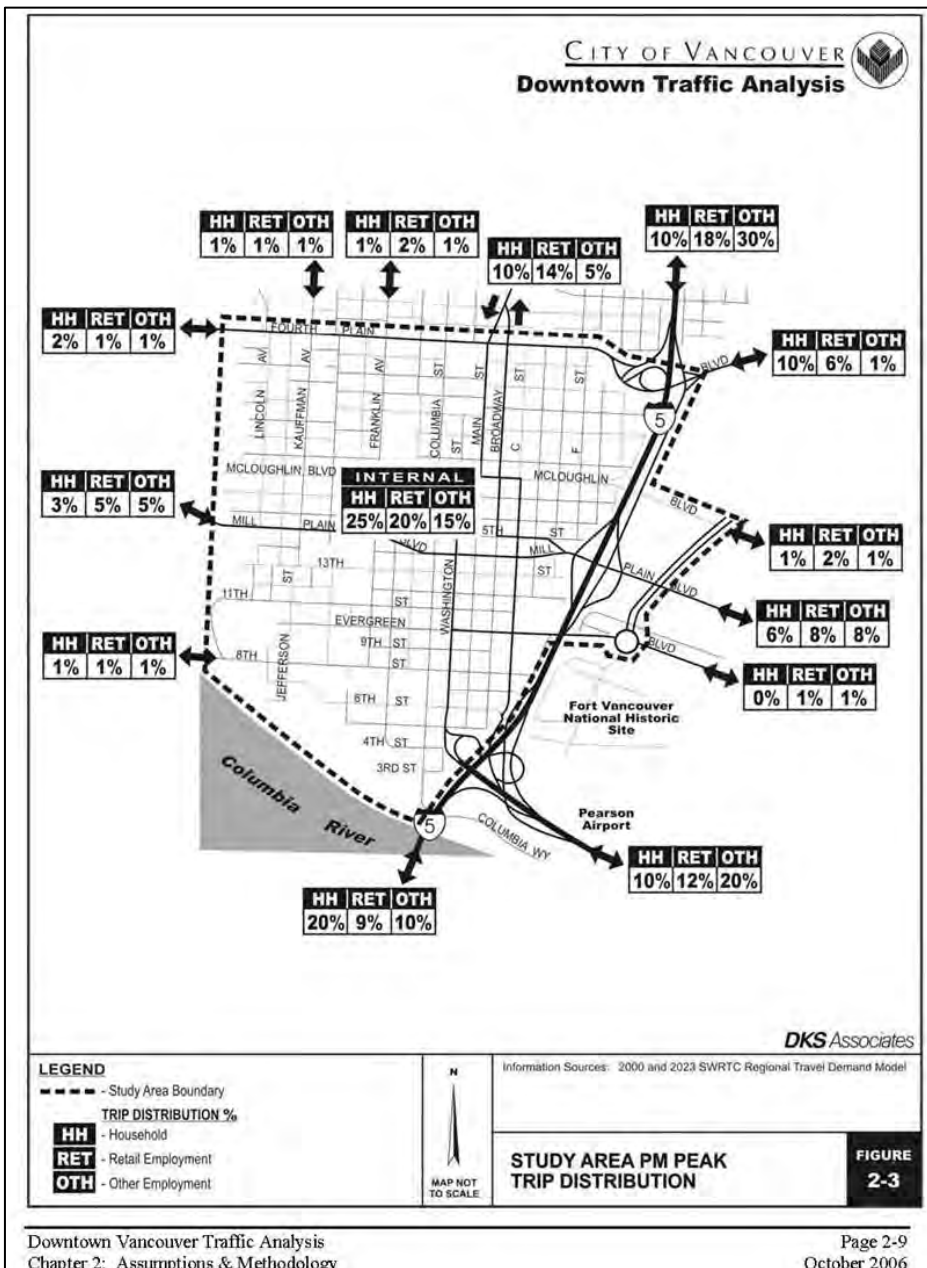 CITY OF VANCOUVER
Downtown Traffic Analysis
HH RET OTH
10% 18% 30%
HH RET OTH
1% 1% 1%
HH RET OTH
1% 2% 1%
HH RET OTH
10% 14% 5%
HH RET OTH
2% 1% 1%
FOURTH PLAIN
BLVD
HH RET OTH
10% 6% 1%
LINCOLN AV
KAUFFMAN AV
FRANKLIN AV
COLUMBIA ST
MAIN ST
BROADWAY
C ST
F ST
5
MCLOUGHLIN BLVD
MCLOUGHLIN
BLVD
INTERNAL
HH RET OTH
25% 20% 15%
HH RET OTH
3% 5% 5%
MILL PLAIN BLVD
5TH ST
MILL PLAIN BLVD
HH RET OTH
1% 2% 1%
13TH
ST
ST
11TH ST
WASHINGTON ST
EVERGREEN
BLVD
HH RET OTH
6% 8% 8%
9TH ST
8TH ST
HH RET OTH
1% 1% 1%
HH RET OTH
0% 1% 1%
JEFFERSON
6TH ST
Fort Vancouver
National Historic
Site
4TH ST
3RD ST
Columbia River
5
COLUMBIA WY
Pearson
Airport
HH RET OTH
10% 12% 20%
HH RET OTH
20% 9% 10%
DKS Associates
LEGEND
- Study Area Boundary
TRIP DISTRIBUTION %
HH - Household
RET - Retail Employment
OTH - Other Employment
N
MAP NOT
TO SCALE
Information Sources: 2000 and 2023 SWRTC Regional Travel Demand Model
STUDY AREA PM PEAK
TRIP DISTRIBUTION
FIGURE
2-3
Downtown Vancouver Traffic Analysis Page 2-9
Chapter 2: Assumptions & Methodology October 2006